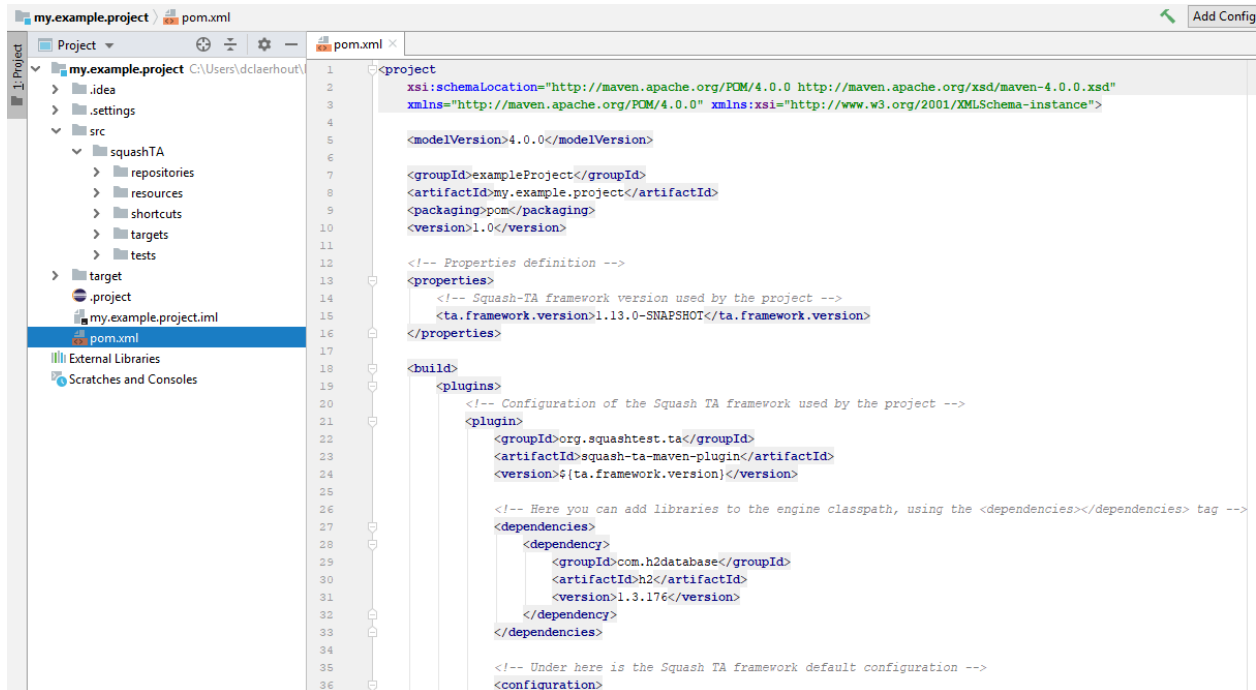 my.example.project pom.xml
Add Config
1: Project
Project
pom.xml
my.example.project C:\Users\dclaerhout\
.idea
.settings
src
squashTA
repositories
resources
shortcuts
targets
tests
target
.project
my.example.project.iml
pom.xml
External Libraries
Scratches and Consoles
1 <project
2 xsi:schemaLocation="http://maven.apache.org/POM/4.0.0 http://maven.apache.org/xsd/maven-4.0.0.xsd"
3 xmlns="http://maven.apache.org/POM/4.0.0" xmlns:xsi="http://www.w3.org/2001/XMLSchema-instance">
4
5 <modelVersion>4.0.0</modelVersion>
6
7 <groupId>exampleProject</groupId>
8 <artifactId>my.example.project</artifactId>
9 <packaging>pom</packaging>
10 <version>1.0</version>
11
12 <!-- Properties definition -->
13 <properties>
14 <!-- Squash-TA framework version used by the project -->
15 <ta.framework.version>1.13.0-SNAPSHOT</ta.framework.version>
16 </properties>
17
18 <build>
19 <plugins>
20 <!-- Configuration of the Squash TA framework used by the project -->
21 <plugin>
22 <groupId>org.squashtest.ta</groupId>
23 <artifactId>squash-ta-maven-plugin</artifactId>
24 <version>${ta.framework.version}</version>
25
26 <!-- Here you can add libraries to the engine classpath, using the <dependencies></dependencies> tag -->
27 <dependencies>
28 <dependency>
29 <groupId>com.h2database</groupId>
30 <artifactId>h2</artifactId>
31 <version>1.3.176</version>
32 </dependency>
33 </dependencies>
34
35 <!-- Under here is the Squash TA framework default configuration -->
36 <configuration>